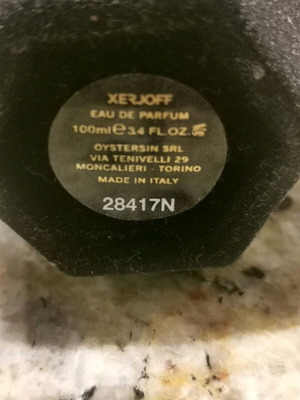 XERJOFF
EAU DE PARFUM
100ml e 3.4 FL.OZ.
OYSTERSIN SRL
VIA TENIVELLI 29
MONCALIERI - TORINO
MADE IN ITALY
28417N